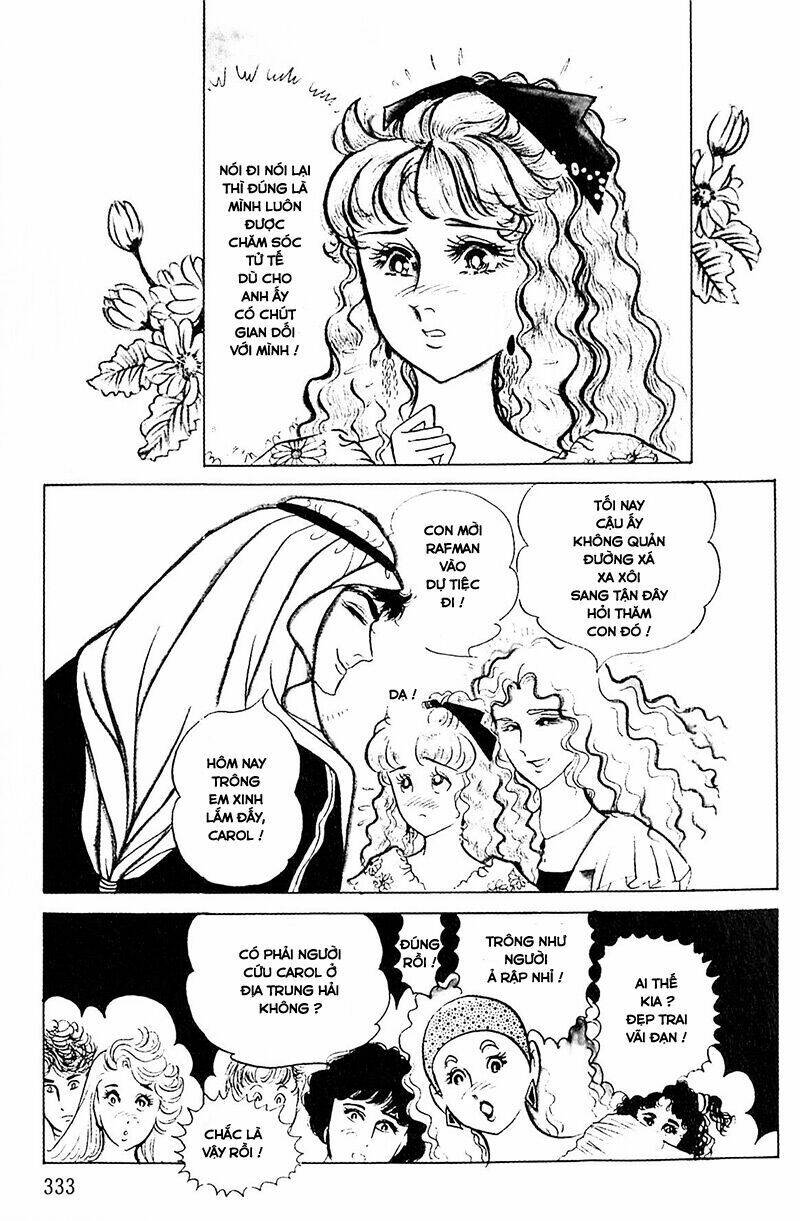 NÓI ĐI NÓI LẠI
THÌ ĐÚNG LÀ
MÌNH LUÔN
ĐƯỢC
CHĂM SÓC
TỬ TẾ
DÙ CHO
ANH ẤY
CÓ CHÚT
GIAN DỐI
VỚI MÌNH !
TỐI NAY
CẬU ẤY
KHÔNG QUẢN
ĐƯỜNG XÁ
XA XÔI
SANG TẬN ĐÂY
HỎI THĂM
CON ĐÓ !
CON MỜI
RAFMAN
VÀO
DỰ TIỆC
ĐI !
DẠ !
HÔM NAY
TRÔNG
EM XINH
LẮM ĐẤY,
CAROL !
CÓ PHẢI NGƯỜI
CỨU CAROL Ở
ĐỊA TRUNG HẢI
KHÔNG ?
ĐÚNG
RỒI !
TRÔNG NHƯ
NGƯỜI
Ả RẬP NHỈ !
AI THẾ
KIA ?
ĐẸP TRAI
VÃI ĐẠN !
CHẮC LÀ
VẬY RỒI !
333